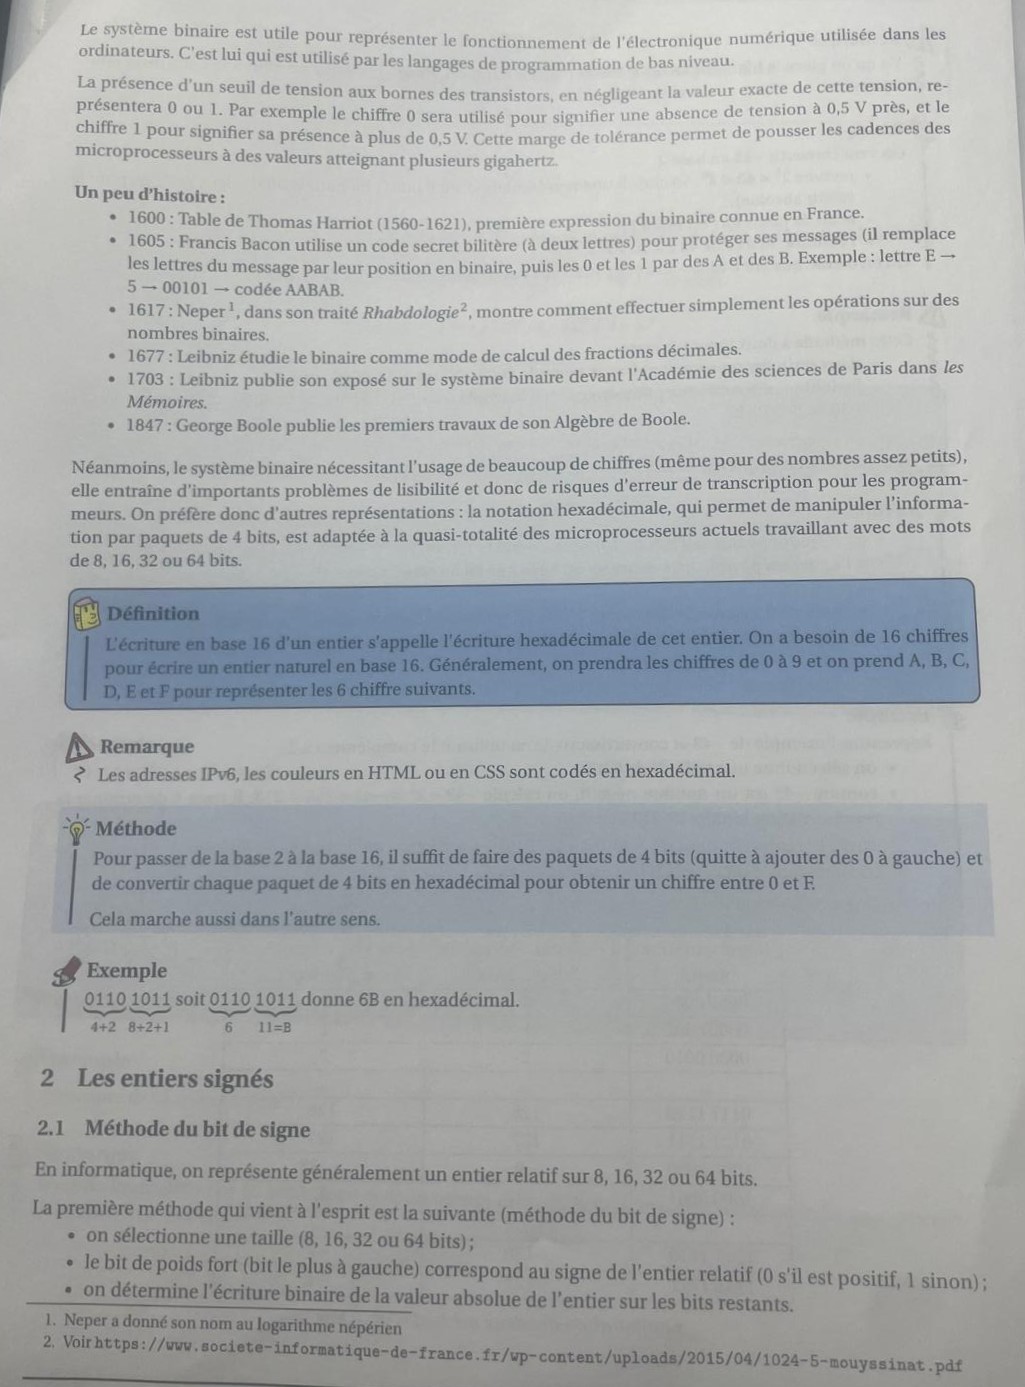 Le système binaire est utile pour représenter le fonctionnement de l'électronique numérique utilisée dans les
ordinateurs. C'est lui qui est utilisé par les langages de programmation de bas niveau.
La présence d'un seuil de tension aux bornes des transistors, en négligeant la valeur exacte de cette tension, re-
présentera 0 ou 1. Par exemple le chiffre 0 sera utilisé pour signifier une absence de tension à 0,5 V près, et le
chiffre 1 pour signifier sa présence à plus de 0,5 V. Cette marge de tolérance permet de pousser les cadences des
microprocesseurs à des valeurs atteignant plusieurs gigahertz.
Un peu d'histoire :
• 1600 : Table de Thomas Harriot (1560-1621), première expression du binaire connue en France.
• 1605 : Francis Bacon utilise un code secret bilitère (à deux lettres) pour protéger ses messages (il remplace
les lettres du message par leur position en binaire, puis les 0 et les 1 par des A et des B. Exemple : lettre E →
5 → 00101 → codée AABAB.
• 1617 : Neper 1, dans son traité Rhabdologie 2, montre comment effectuer simplement les opérations sur des
nombres binaires.
• 1677 : Leibniz étudie le binaire comme mode de calcul des fractions décimales.
• 1703 : Leibniz publie son exposé sur le système binaire devant l'Académie des sciences de Paris dans les
Mémoires.
• 1847 : George Boole publie les premiers travaux de son Algèbre de Boole.
Néanmoins, le système binaire nécessitant l'usage de beaucoup de chiffres (même pour des nombres assez petits),
elle entraîne d'importants problèmes de lisibilité et donc de risques d'erreur de transcription pour les program-
meurs. On préfère donc d'autres représentations : la notation hexadécimale, qui permet de manipuler l'informa-
tion par paquets de 4 bits, est adaptée à la quasi-totalité des microprocesseurs actuels travaillant avec des mots
de 8, 16, 32 ou 64 bits.
Définition
L'écriture en base 16 d'un entier s'appelle l'écriture hexadécimale de cet entier. On a besoin de 16 chiffres
pour écrire un entier naturel en base 16. Généralement, on prendra les chiffres de 0 à 9 et on prend A, B, C,
D, E et F pour représenter les 6 chiffre suivants.
Remarque
Les adresses IPv6, les couleurs en HTML ou en CSS sont codés en hexadécimal.
Méthode
Pour passer de la base 2 à la base 16, il suffit de faire des paquets de 4 bits (quitte à ajouter des 0 à gauche) et
de convertir chaque paquet de 4 bits en hexadécimal pour obtenir un chiffre entre 0 et F.
Cela marche aussi dans l'autre sens.
Exemple
0110 1011 soit 0110 1011 donne 6B en hexadécimal.
4+2 8+2+1 6 11=B
2 Les entiers signés
2.1 Méthode du bit de signe
En informatique, on représente généralement un entier relatif sur 8, 16, 32 ou 64 bits.
La première méthode qui vient à l'esprit est la suivante (méthode du bit de signe) :
• on sélectionne une taille (8, 16, 32 ou 64 bits) ;
• le bit de poids fort (bit le plus à gauche) correspond au signe de l'entier relatif (0 s'il est positif, 1 sinon) ;
• on détermine l'écriture binaire de la valeur absolue de l'entier sur les bits restants.
1. Neper a donné son nom au logarithme népérien
2. Voir https://www.societe-informatique-de-france.fr/wp-content/uploads/2015/04/1024-5-mouyssinat.pdf